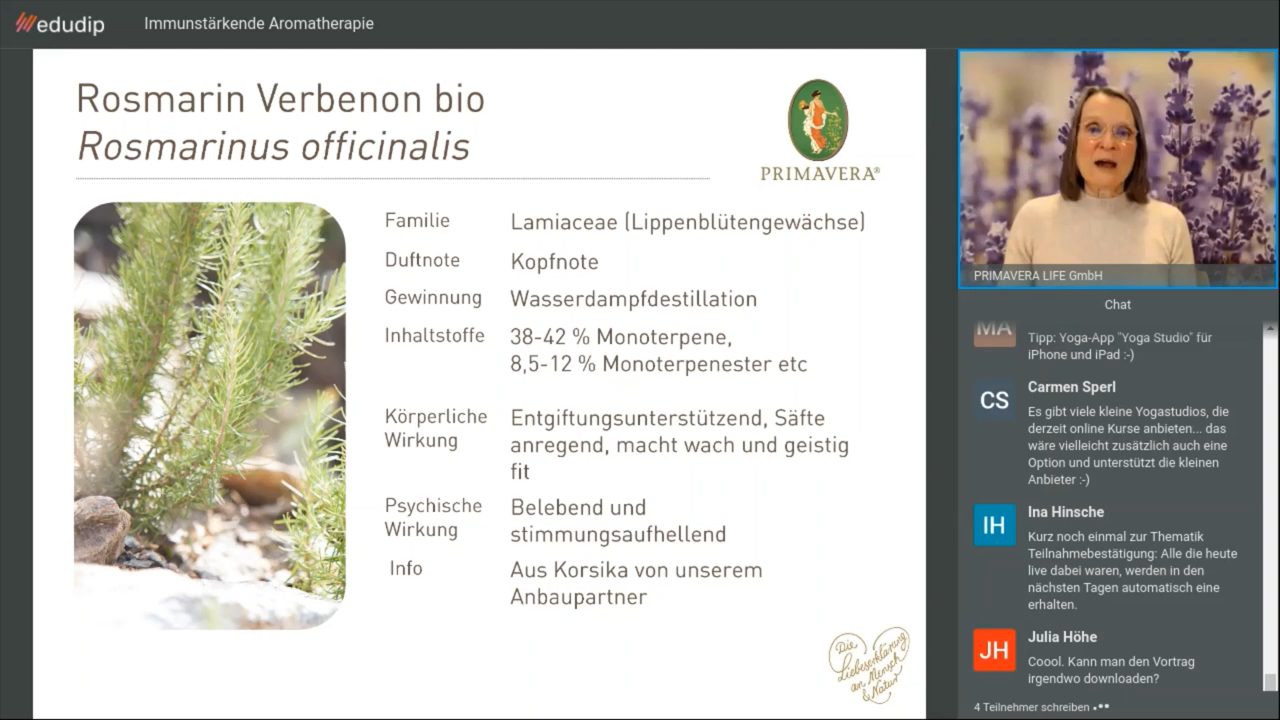 edudip
Immunstärkende Aromatherapie
Rosmarin Verbenon bio
Rosmarinus officinalis
PRIMAVERA®
Familie
Lamiaceae (Lippenblütengewächse)
Duftnote
Kopfnote
Gewinnung
Wasserdampfdestillation
Inhaltstoffe
38-42 % Monoterpene,
8,5-12 % Monoterpenester etc
Körperliche
Wirkung
Entgiftungsunterstützend, Säfte
anregend, macht wach und geistig
fit
Psychische
Wirkung
Belebend und
stimmungsaufhellend
Info
Aus Korsika von unserem
Anbaupartner
Die
Liebeserklärung
an Mensch
& Natur
PRIMAVERA LIFE GmbH
Chat
MA
Tipp: Yoga-App "Yoga Studio" für
iPhone und iPad :-)
CS
Carmen Sperl
Es gibt viele kleine Yogastudios, die
derzeit online Kurse anbieten... das
wäre vielleicht zusätzlich auch eine
Option und unterstützt die kleinen
Anbieter :-)
IH
Ina Hinsche
Kurz noch einmal zur Thematik
Teilnahmebestätigung: Alle die heute
live dabei waren, werden in den
nächsten Tagen automatisch eine
erhalten.
JH
Julia Höhe
Coool. Kann man den Vortrag
irgendwo downloaden?
4 Teilnehmer schreiben